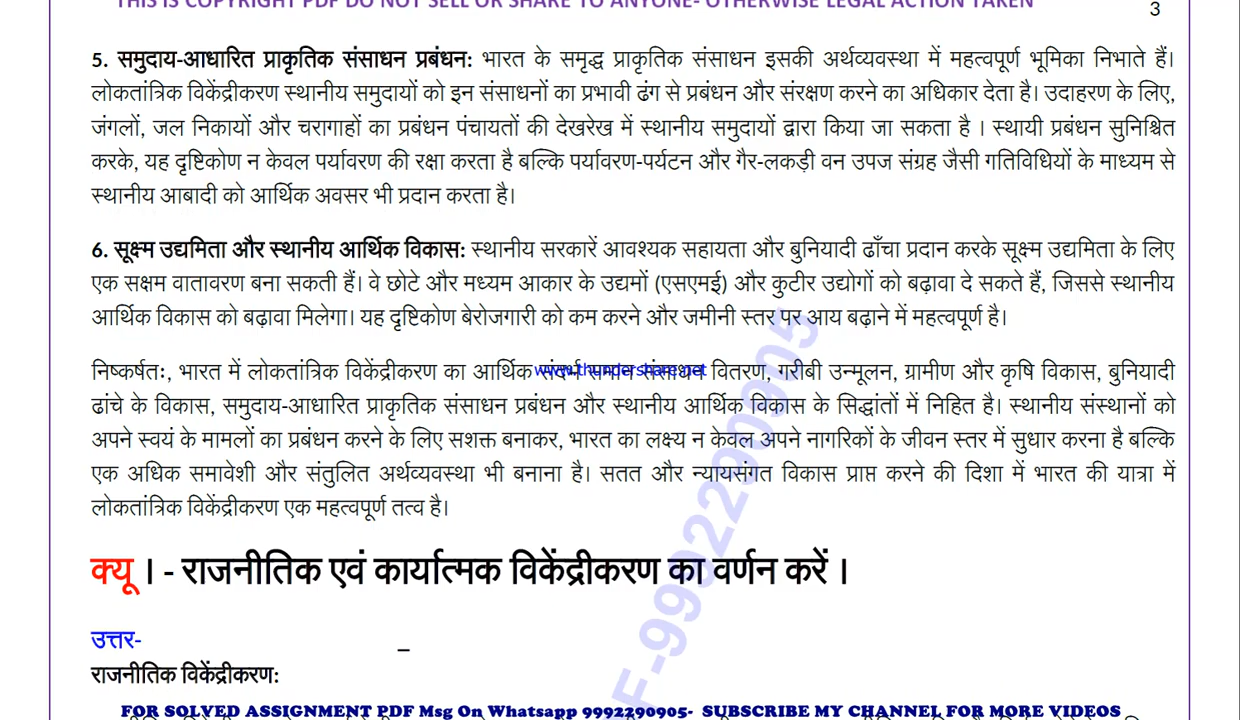 THIS IS COPYRIGHT PDF DO NOT SELL OR SHARE TO ANYONE- OTHERWISE LEGAL ACTION TAKEN
3
5. समुदाय-आधारित प्राकृतिक संसाधन प्रबंधन: भारत के समृद्ध प्राकृतिक संसाधन इसकी अर्थव्यवस्था में महत्वपूर्ण भूमिका निभाते हैं।
लोकतांत्रिक विकेंद्रीकरण स्थानीय समुदायों को इन संसाधनों का प्रभावी ढंग से प्रबंधन और संरक्षण करने का अधिकार देता है। उदाहरण के लिए,
जंगलों, जल निकायों और चरागाहों का प्रबंधन पंचायतों की देखरेख में स्थानीय समुदायों द्वारा किया जा सकता है । स्थायी प्रबंधन सुनिश्चित
करके, यह दृष्टिकोण न केवल पर्यावरण की रक्षा करता है बल्कि पर्यावरण-पर्यटन और गैर-लकड़ी वन उपज संग्रह जैसी गतिविधियों के माध्यम से
स्थानीय आबादी को आर्थिक अवसर भी प्रदान करता है।
6. सूक्ष्म उद्यमिता और स्थानीय आर्थिक विकास: स्थानीय सरकारें आवश्यक सहायता और बुनियादी ढाँचा प्रदान करके सूक्ष्म उद्यमिता के लिए
एक सक्षम वातावरण बना सकती हैं। वे छोटे और मध्यम आकार के उद्यमों (एसएमई) और कुटीर उद्योगों को बढ़ावा दे सकते हैं, जिससे स्थानीय
आर्थिक विकास को बढ़ावा मिलेगा। यह दृष्टिकोण बेरोजगारी को कम करने और जमीनी स्तर पर आय बढ़ाने में महत्वपूर्ण है।
निष्कर्षतः, भारत में लोकतांत्रिक विकेंद्रीकरण का आर्थिक संसाधन वितरण, गरीबी उन्मूलन, ग्रामीण और कृषि विकास, बुनियादी
www.thundershare.net
ढांचे के विकास, समुदाय-आधारित प्राकृतिक संसाधन प्रबंधन और स्थानीय आर्थिक विकास के सिद्धांतों में निहित है। स्थानीय संस्थानों को
अपने स्वयं के मामलों का प्रबंधन करने के लिए सशक्त बनाकर, भारत का लक्ष्य न केवल अपने नागरिकों के जीवन स्तर में सुधार करना है बल्कि
एक अधिक समावेशी और संतुलित अर्थव्यवस्था भी बनाना है। सतत और न्यायसंगत विकास प्राप्त करने की दिशा में भारत की यात्रा में
लोकतांत्रिक विकेंद्रीकरण एक महत्वपूर्ण तत्व है।
F-9992290905
क्यू । - राजनीतिक एवं कार्यात्मक विकेंद्रीकरण का वर्णन करें ।
उत्तर-
राजनीतिक विकेंद्रीकरण:
FOR SOLVED ASSIGNMENT PDF Msg On Whatsapp 9992290905- SUBSCRIBE MY CHANNEL FOR MORE VIDEOS